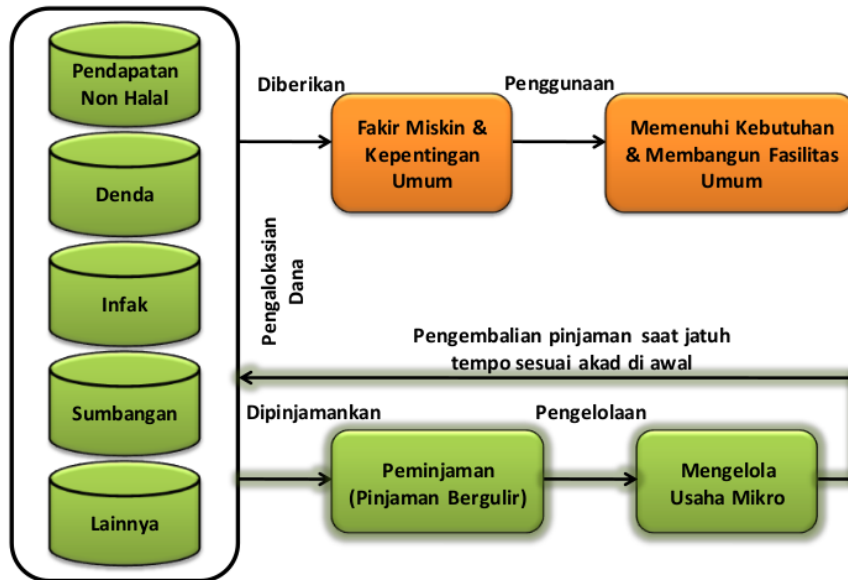 Pendapatan
Non Halal
Denda
Infak
Sumbangan
Lainnya
Pengalokasian
Dana
Diberikan
Fakir Miskin &
Kepentingan
Umum
Penggunaan
Memenuhi Kebutuhan
& Membangun Fasilitas
Umum
Pengembalian pinjaman saat jatuh
tempo sesuai akad di awal
Dipinjamankan
Peminjaman
(Pinjaman Bergulir)
Pengelolaan
Mengelola
Usaha Mikro